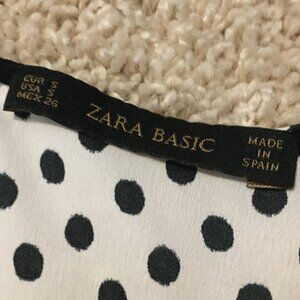 EUR S
USA S
MEX 26
ZARA BASIC
MADE
IN
SPAIN